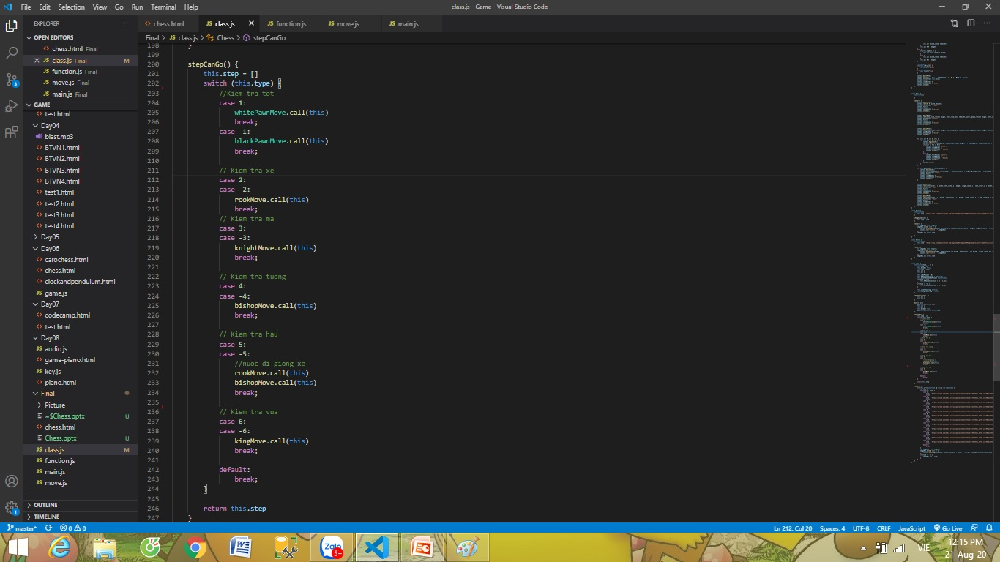 File Edit Selection View Go Run Terminal Help
class.js - Game - Visual Studio Code
EXPLORER
OPEN EDITORS
chess.html Final
class.js Final M
function.js Final
move.js Final
main.js Final
GAME
test.html
Day04
blast.mp3
BTVN1.html
BTVN2.html
BTVN3.html
BTVN4.html
test1.html
test2.html
test3.html
test4.html
Day05
Day06
carochess.html
chess.html
clockandpendulum.html
game.js
Day07
codecamp.html
test.html
Day08
audio.js
game-piano.html
key.js
piano.html
Final
Picture
~$Chess.pptx U
chess.html
Chess.pptx U
class.js M
function.js
main.js
move.js
OUTLINE
TIMELINE
chess.html class.js function.js move.js main.js
Final > class.js > Chess > stepCanGo
198 }
199
200 stepCanGo() {
201 this.step = []
202 switch (this.type) {
203 //Kiem tra tot
204 case 1:
205 whitePawnMove.call(this)
206 break;
207 case -1:
208 blackPawnMove.call(this)
209 break;
210
211 // Kiem tra xe
212 case 2:
213 case -2:
214 rookMove.call(this)
215 break;
216 // Kiem tra ma
217 case 3:
218 case -3:
219 knightMove.call(this)
220 break;
221
222 // Kiem tra tuong
223 case 4:
224 case -4:
225 bishopMove.call(this)
226 break;
227
228 // Kiem tra hau
229 case 5:
230 case -5:
231 //nuoc di giong xe
232 rookMove.call(this)
233 bishopMove.call(this)
234 break;
235
236 // Kiem tra vua
237 case 6:
238 case -6:
239 kingMove.call(this)
240 break;
241
242 default:
243 break;
244 }
245
246 return this.step
247 }
master* 0 0
Ln 212, Col 20 Spaces: 4 UTF-8 CRLF JavaScript Go Live
Zalo 5+
VIE
12:15 PM
21-Aug-20